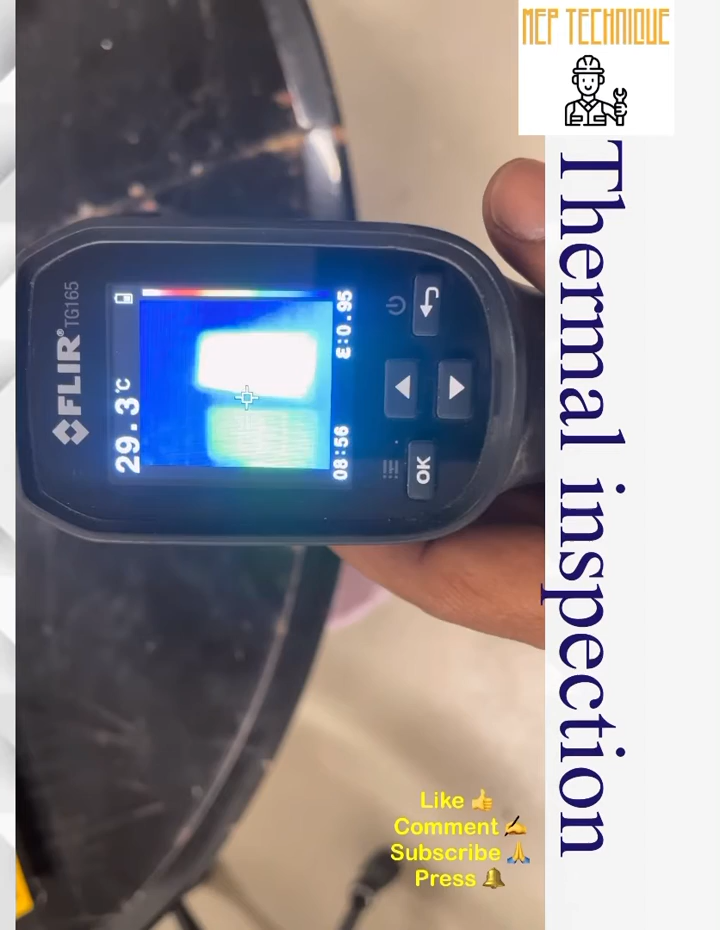 MEP TECHNIQUE
Thermal inspection
FLIR® TG165
29.3°C
ε:0.95
08:56
OK
Like 👍
Comment ✍️
Subscribe 🙏
Press 🔔